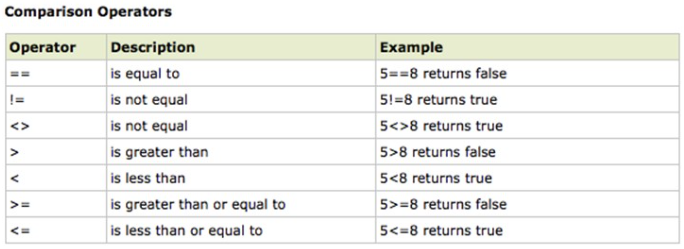 Comparison Operators
Operator Description Example
== is equal to 5==8 returns false
!= is not equal 5!=8 returns true
<> is not equal 5<>8 returns true
> is greater than 5>8 returns false
< is less than 5<8 returns true
>= is greater than or equal to 5>=8 returns false
<= is less than or equal to 5<=8 returns true